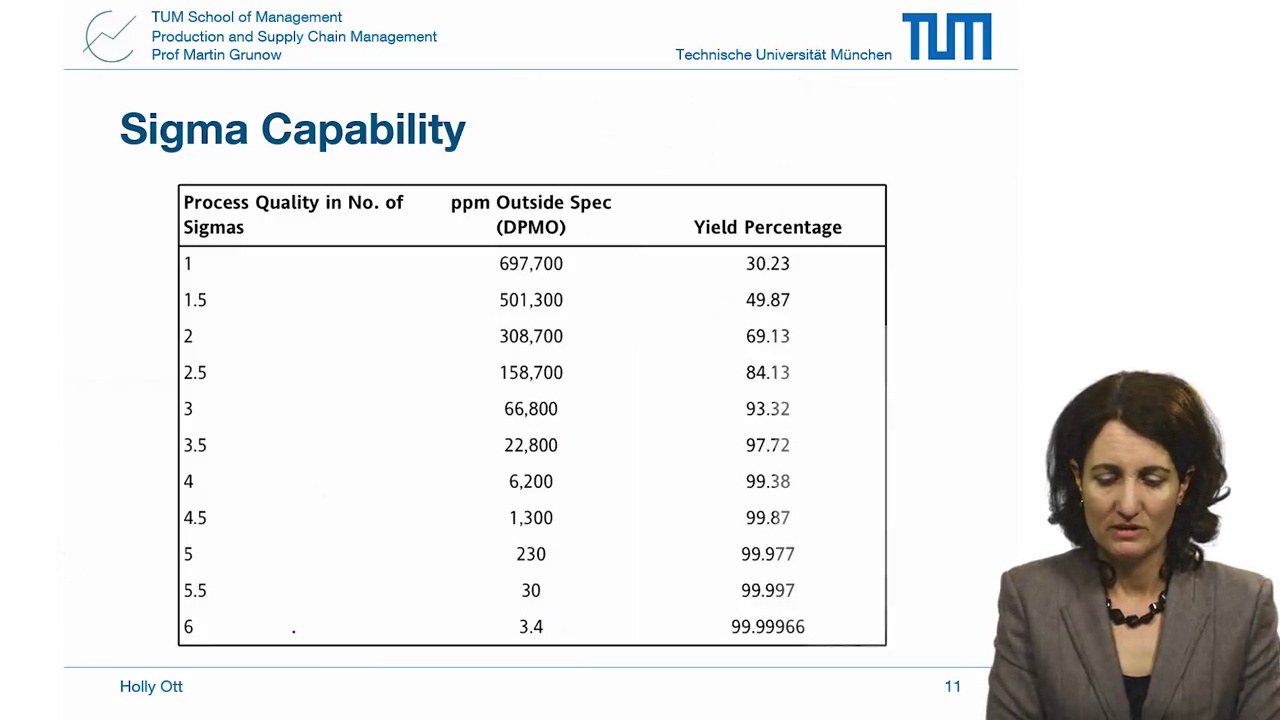 TUM School of Management
Production and Supply Chain Management
Prof Martin Grunow
Technische Universität München
TUM
Sigma Capability
Process Quality in No. of Sigmas
ppm Outside Spec (DPMO)
Yield Percentage
1 697,700 30.23
1.5 501,300 49.87
2 308,700 69.13
2.5 158,700 84.13
3 66,800 93.32
3.5 22,800 97.72
4 6,200 99.38
4.5 1,300 99.87
5 230 99.977
5.5 30 99.997
6 3.4 99.99966
Holly Ott
11